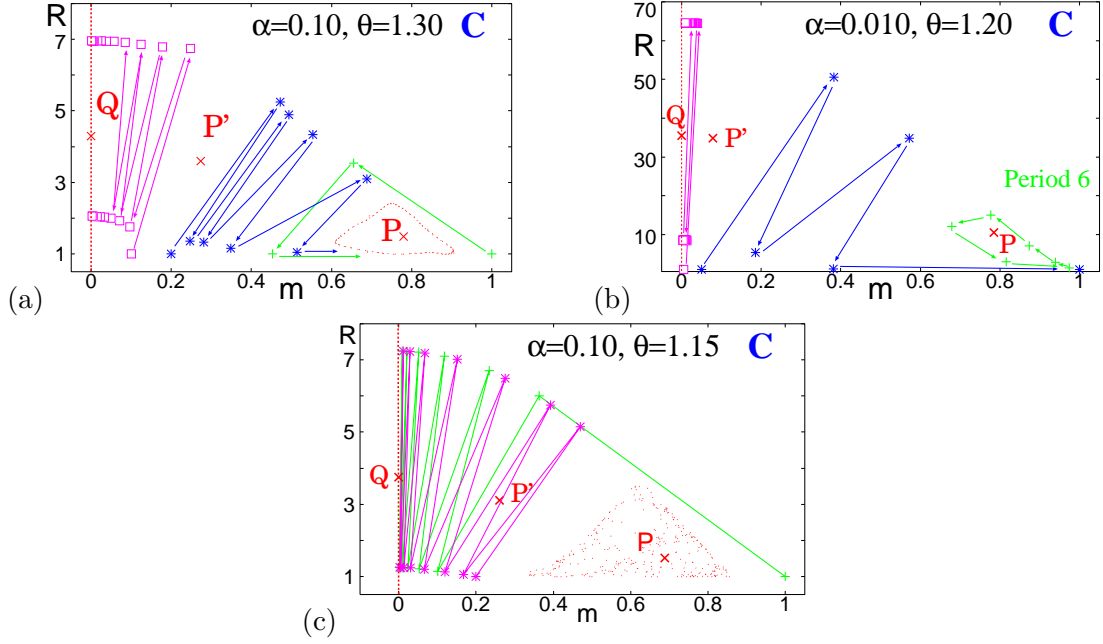 R
α=0.10, θ=1.30 C
7
5
3
1
Q
P'
P
0 0.2 0.4 0.6 0.8 1
m
(a)
70
R
α=0.010, θ=1.20 C
50
30
10
1
Q
P'
Period 6
P
0 0.2 0.4 0.6 0.8 1
m
(b)
R
α=0.10, θ=1.15 C
7
5
3
1
Q
P'
P
0 0.2 0.4 0.6 0.8 1
m
(c)